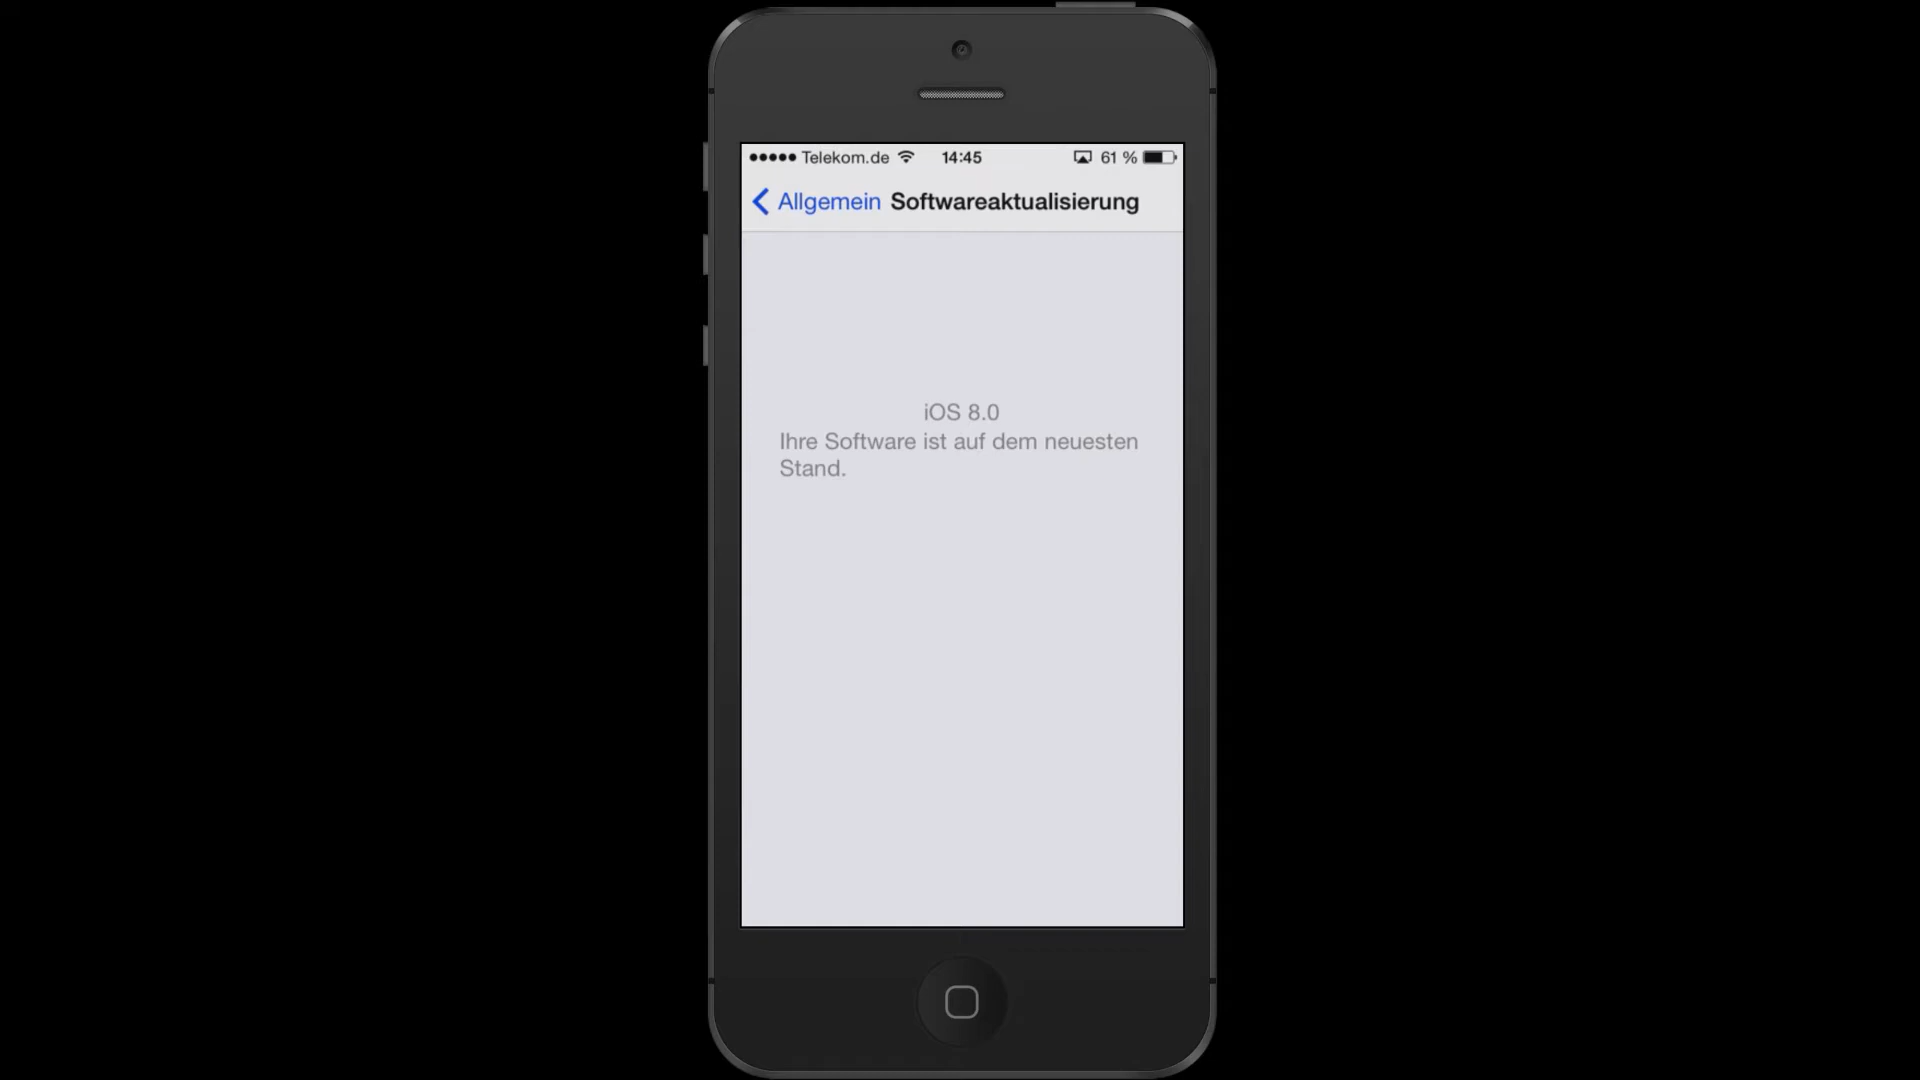 Telekom.de 14:45 61 %
Allgemein Softwareaktualisierung
iOS 8.0
Ihre Software ist auf dem neuesten
Stand.